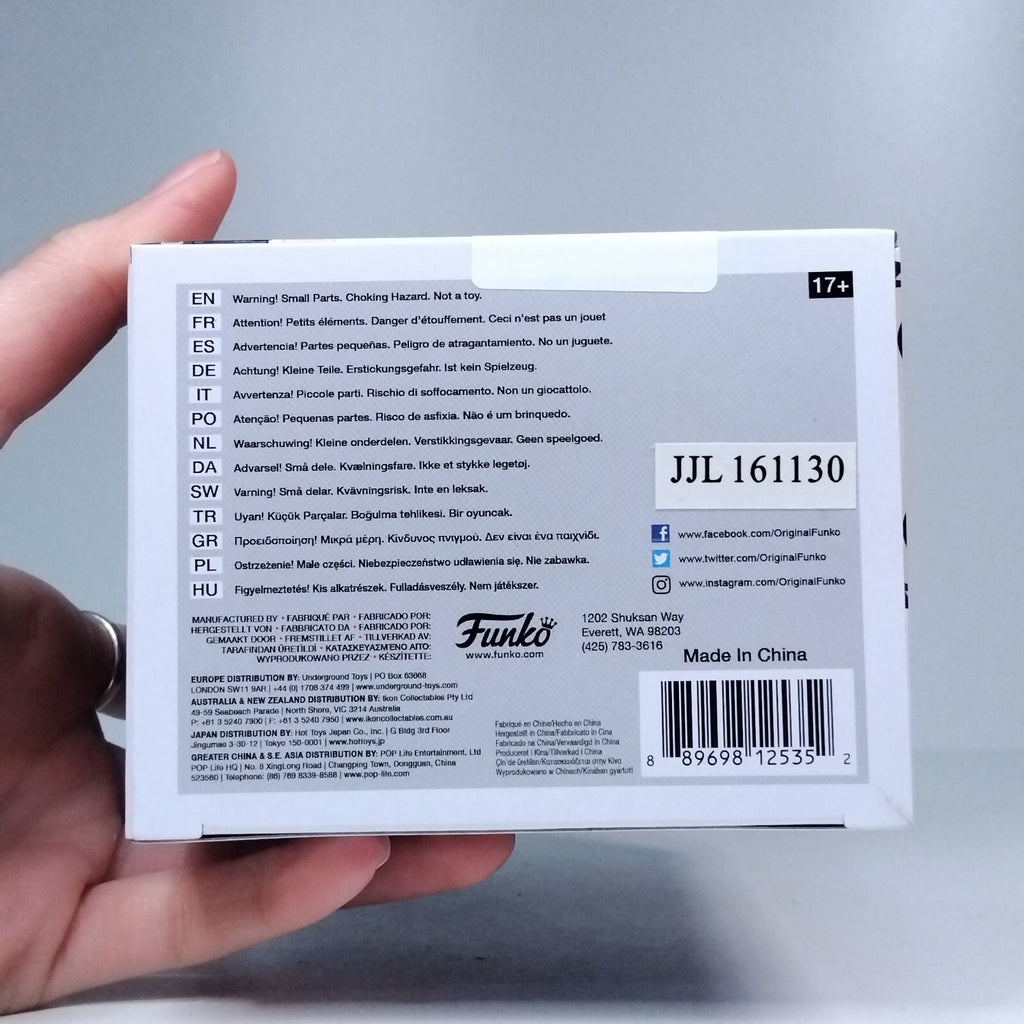 17+
EN Warning! Small Parts. Choking Hazard. Not a toy.
FR Attention! Petits éléments. Danger d'étouffement. Ceci n'est pas un jouet
ES Advertencia! Partes pequeñas. Peligro de atragantamiento. No un juguete.
DE Achtung! Kleine Teile. Erstickungsgefahr. Ist kein Spielzeug.
IT Avvertenza! Piccole parti. Rischio di soffocamento. Non un giocattolo.
PO Atenção! Pequenas partes. Risco de asfixia. Não é um brinquedo.
NL Waarschuwing! Kleine onderdelen. Verstikkingsgevaar. Geen speelgoed.
DA Advarsel! Små dele. Kvælningsfare. Ikke et stykke legetøj.
SW Varning! Små delar. Kvävningsrisk. Inte en leksak.
TR Uyan! Küçük Parçalar. Boğulma tehlikesi. Bir oyuncak.
GR Προειδοποίηση! Μικρά μέρη. Κίνδυνος πνιγμού. Δεν είναι ένα παιχνίδι.
PL Ostrzeżenie! Małe części. Niebezpieczeństwo udławienia się. Nie zabawka.
HU Figyelmeztetés! Kis alkatrészek. Fulladásveszély. Nem játékszer.
JJL 161130
www.facebook.com/OriginalFunko
www.twitter.com/OriginalFunko
www.instagram.com/OriginalFunko
MANUFACTURED BY • FABRIQUÉ PAR • FABRICADO POR:
HERGESTELLT VON • FABBRICATO DA • FABRICADO POR:
GEMAAKT DOOR • FREMSTILLET AF • TILLVERKAD AV:
TARAFINDAN ÜRETİLDİ • ΚΑΤΑΣΚΕΥΑΣΜΕΝΟ ΑΠΟ:
WYPRODUKOWANO PRZEZ • KÉSZÍTETTE:
Funko
www.funko.com
1202 Shuksan Way
Everett, WA 98203
(425) 783-3616
Made In China
EUROPE DISTRIBUTION BY: Underground Toys | PO Box 63668
LONDON SW11 9AR | +44 (0) 1708 374 499 | www.underground-toys.com
AUSTRALIA & NEW ZEALAND DISTRIBUTION BY: Ikon Collectables Pty Ltd
49-59 Seabeach Parade | North Shore, VIC 3214 Australia
P: +61 3 5240 7900 | F: +61 3 5240 7950 | www.ikoncollectables.com.au
JAPAN DISTRIBUTION BY: Hot Toys Japan Co., Inc. | G Bldg 3rd Floor
Jingumae 3-30-12 | Tokyo 150-0001 | www.hottoys.jp
GREATER CHINA & S.E. ASIA DISTRIBUTION BY: POP Life Entertainment, Ltd
POP Life HQ | No. 8 XingLong Road | Changping Town, Dongguan, China
523560 | Telephone: (86) 769 8339-8588 | www.pop-life.com
Fabriqué en Chine/Hecho en China
Hergestellt in China/Fabbricato in Cina
Fabricado na China/Vervaardigd in China
Produceret i Kina/Tillverkad i China
Çin de üretilen/Κατασκευάζεται στην Κίνα
Wyprodukowano w Chinach/Kínában gyártott
8 89698 12535 2